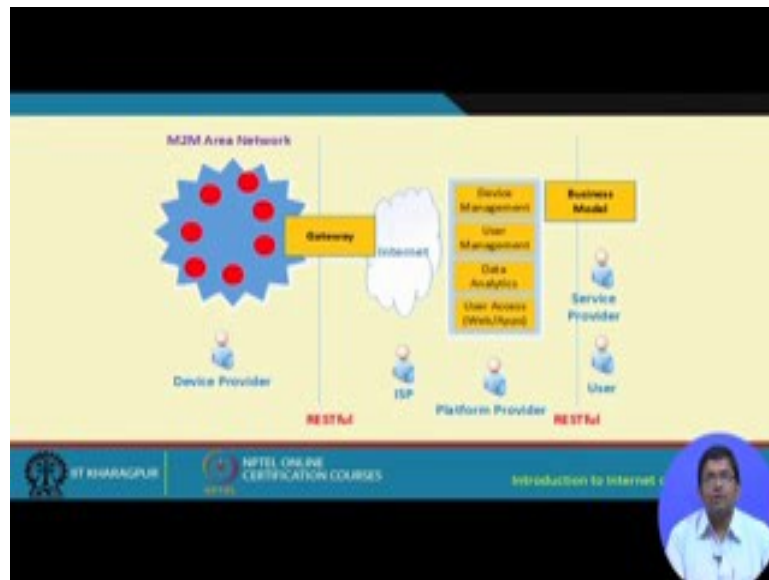 M2M Area Network
Gateway
Internet
Device
Management
User
Management
Data
Analytics
User Access
(Web/Apps)
Business
Model
Service
Provider
Device Provider
ISP
Platform Provider
User
RESTful
RESTful
IIT KHARAGPUR
NPTEL
NPTEL ONLINE
CERTIFICATION COURSES
Introduction to Internet